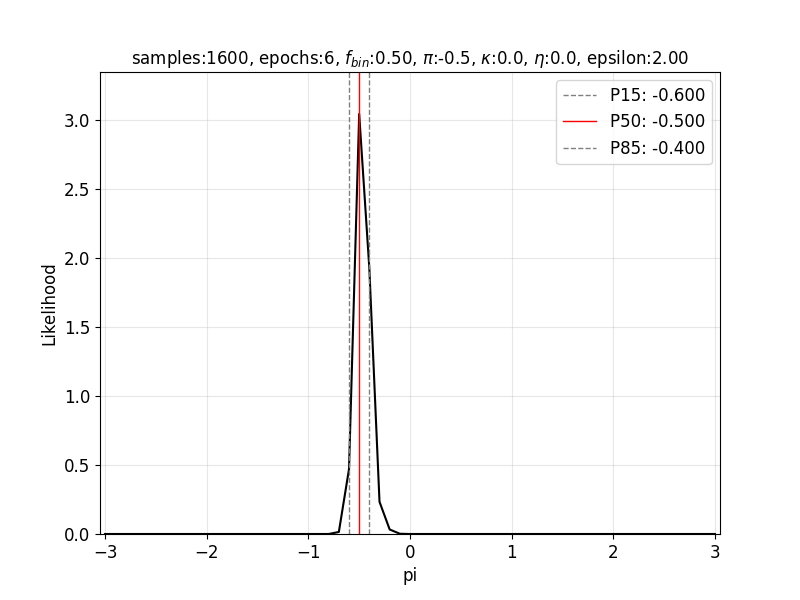 samples:1600, epochs:6, f_bin:0.50, π:-0.5, κ:0.0, η:0.0, epsilon:2.00
P15: -0.600
P50: -0.500
P85: -0.400
3.0
2.5
2.0
1.5
1.0
0.5
0.0
Likelihood
−3 −2 −1 0 1 2 3
pi